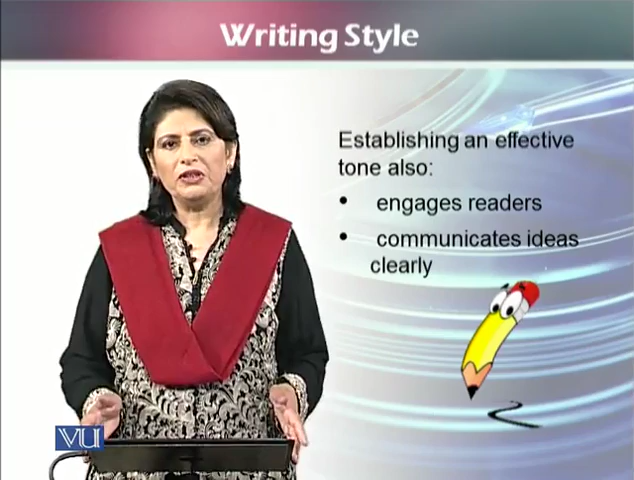 Writing Style
Establishing an effective
tone also:
• engages readers
• communicates ideas
clearly
VU